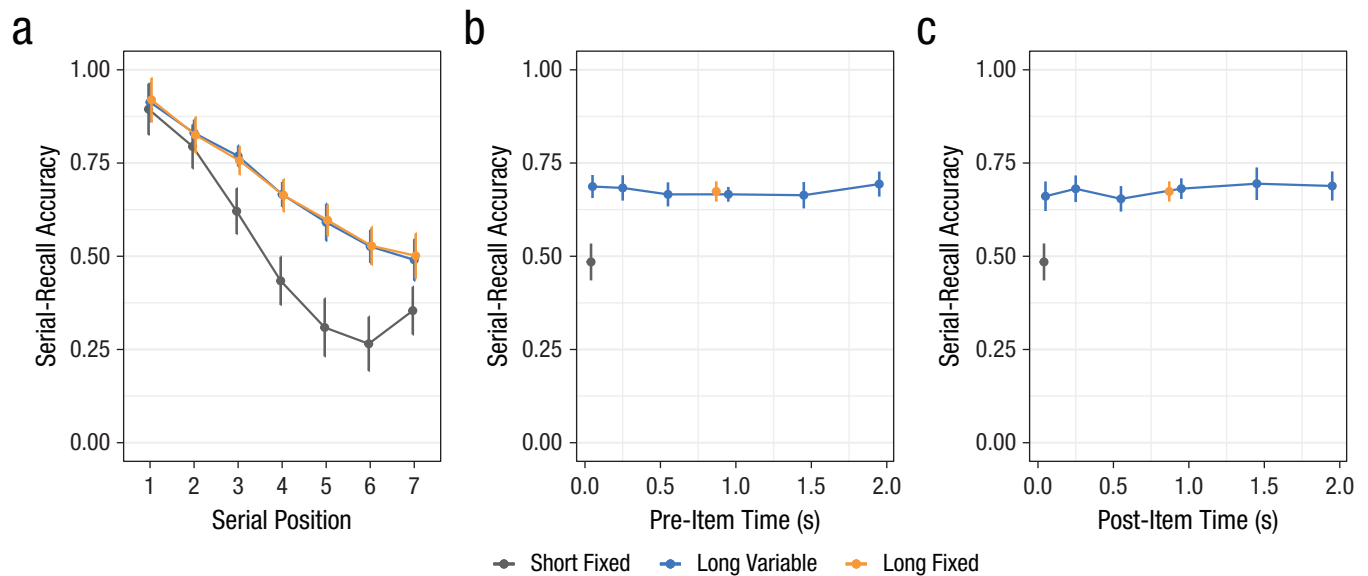 a
Serial-Recall Accuracy
1.00
0.75
0.50
0.25
0.00
1 2 3 4 5 6 7
Serial Position
b
Serial-Recall Accuracy
1.00
0.75
0.50
0.25
0.00
0.0 0.5 1.0 1.5 2.0
Pre-Item Time (s)
c
Serial-Recall Accuracy
1.00
0.75
0.50
0.25
0.00
0.0 0.5 1.0 1.5 2.0
Post-Item Time (s)
Short Fixed Long Variable Long Fixed